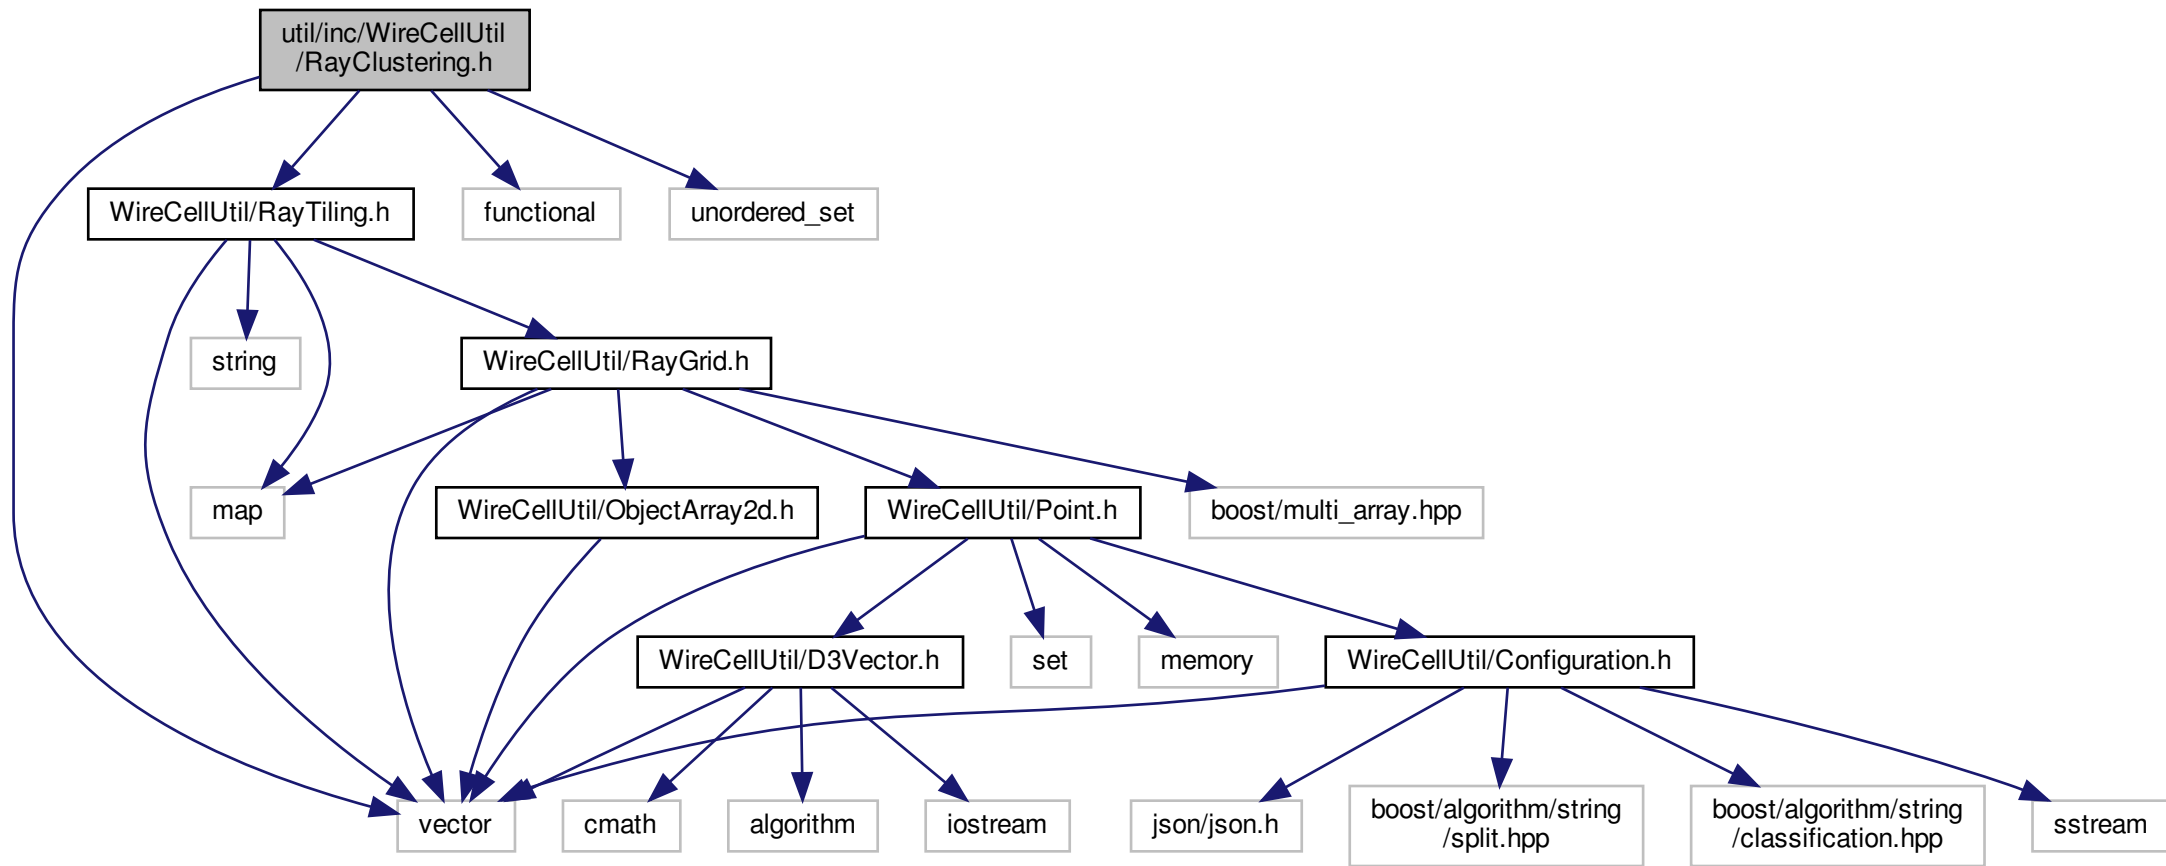 util/inc/WireCellUtil
/RayClustering.h
WireCellUtil/RayTiling.h
functional
unordered_set
string
WireCellUtil/RayGrid.h
map
WireCellUtil/ObjectArray2d.h
WireCellUtil/Point.h
boost/multi_array.hpp
WireCellUtil/D3Vector.h
set
memory
WireCellUtil/Configuration.h
vector
cmath
algorithm
iostream
json/json.h
boost/algorithm/string
/split.hpp
boost/algorithm/string
/classification.hpp
sstream